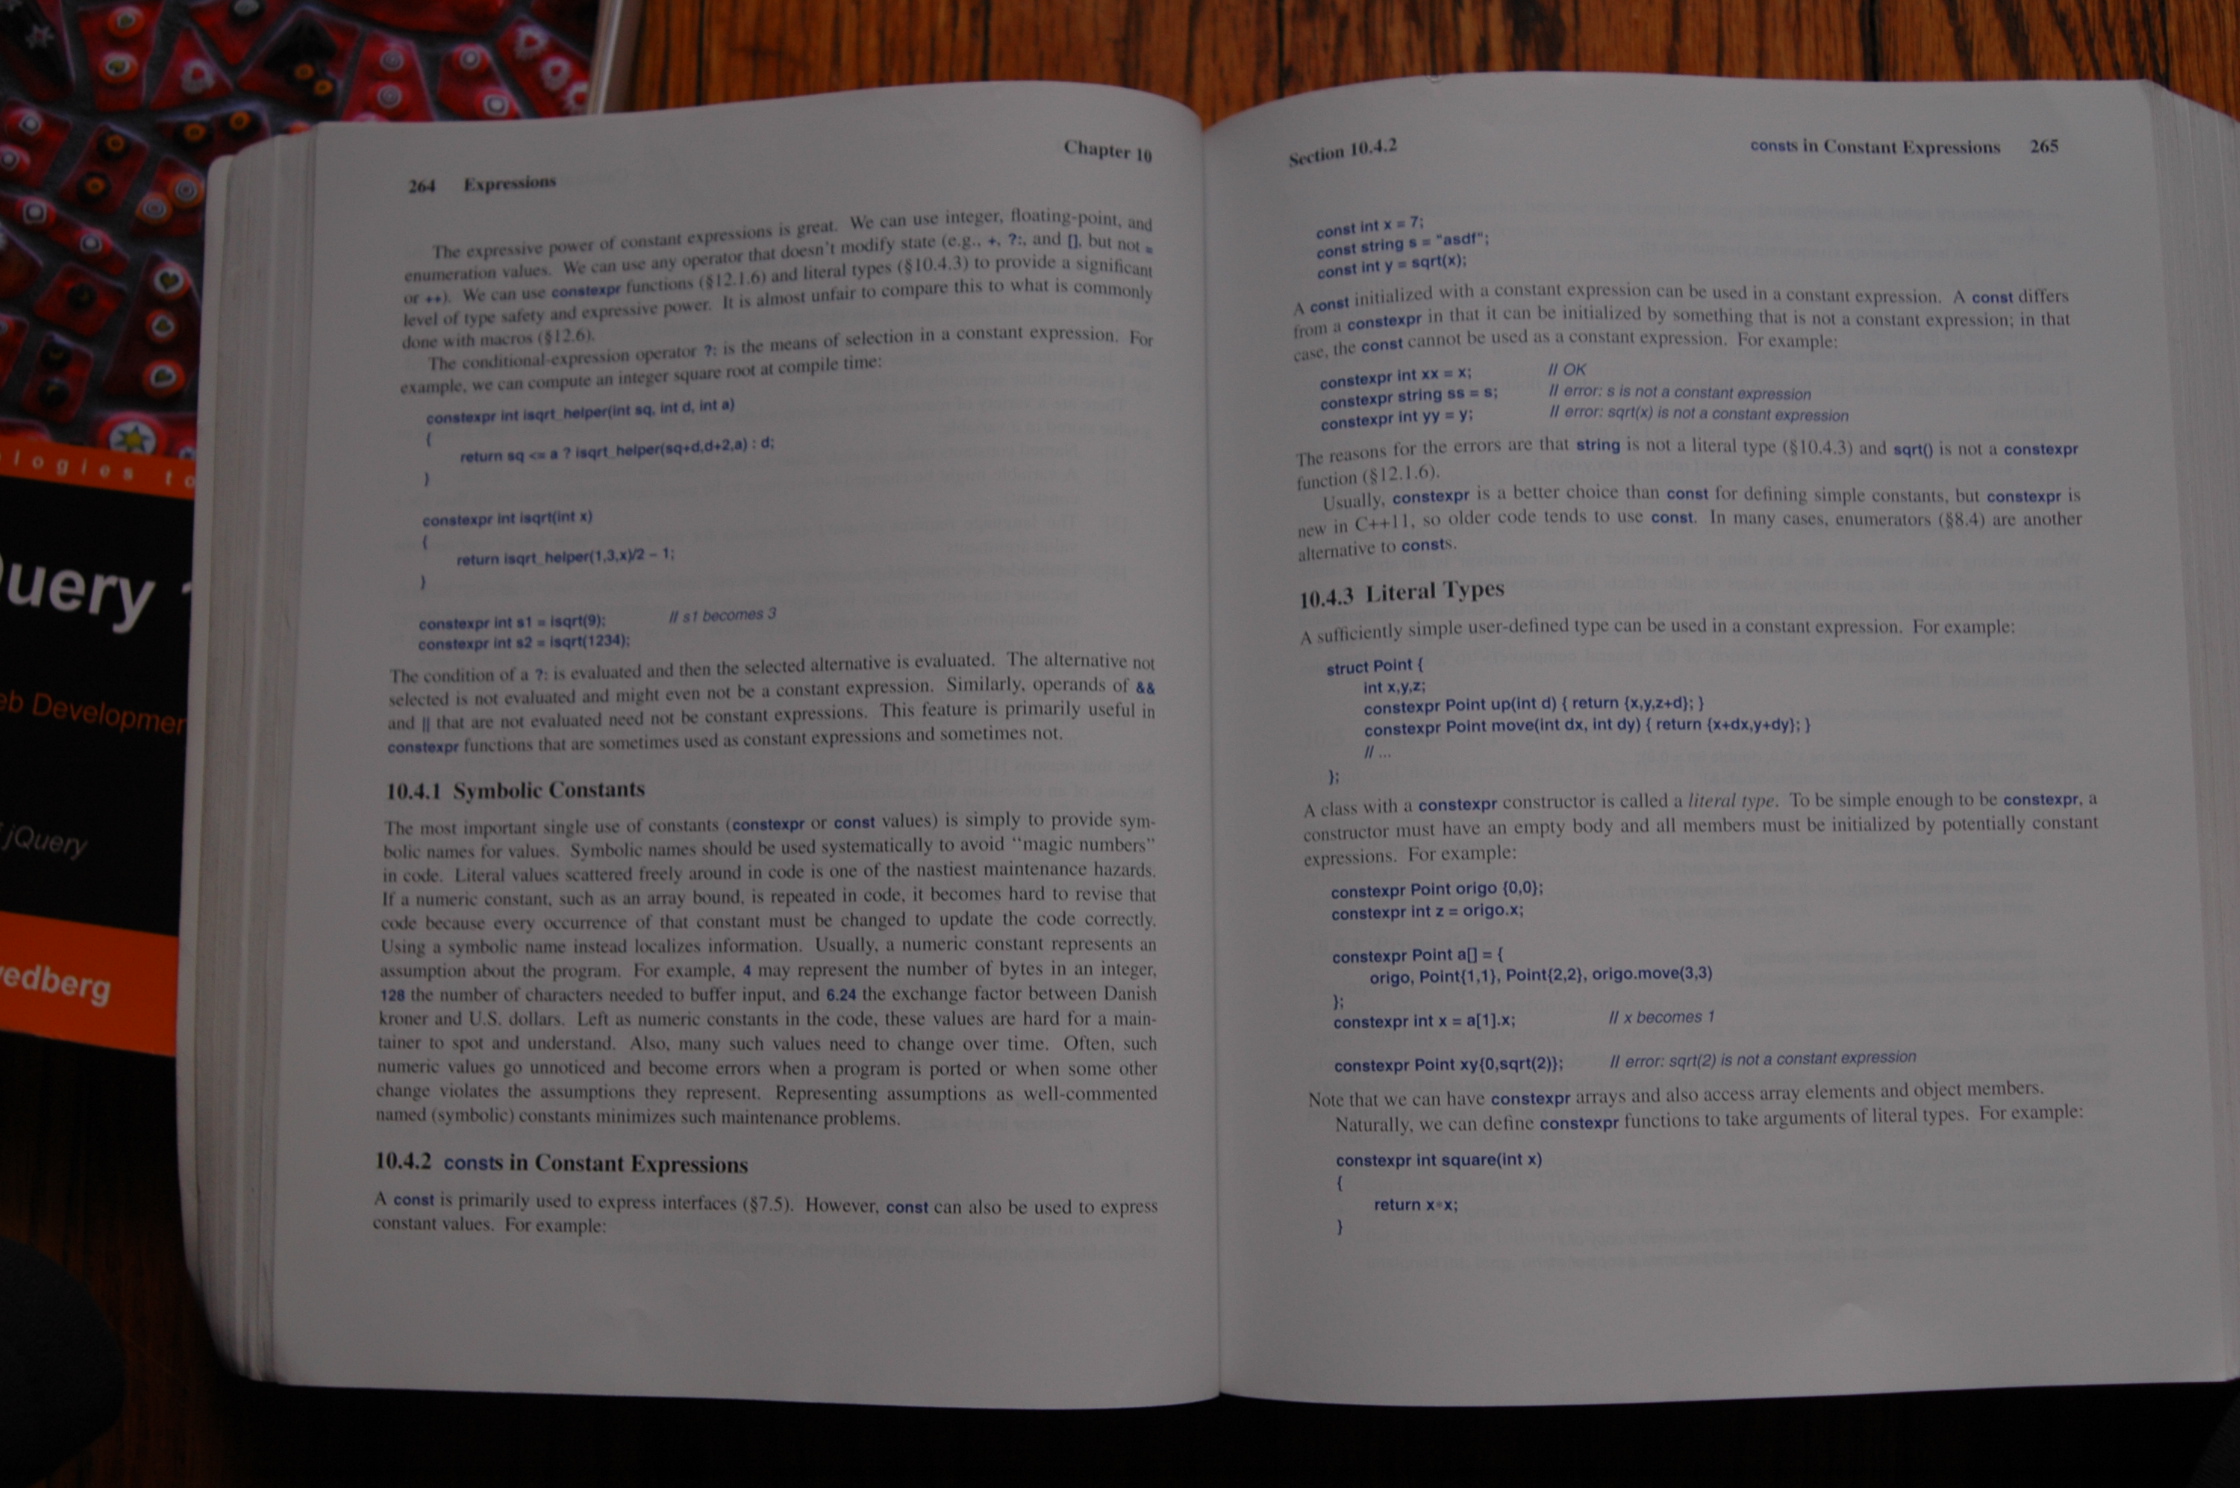 264 Expressions Chapter 10
The expressive power of constant expressions is great. We can use integer, floating-point, and
enumeration values. We can use any operator that doesn't modify state (e.g., +, ?:, and [], but not =
or ++). We can use constexpr functions (§12.1.6) and literal types (§10.4.3) to provide a significant
level of type safety and expressive power. It is almost unfair to compare this to what is commonly
done with macros (§12.6).
The conditional-expression operator ?: is the means of selection in a constant expression. For
example, we can compute an integer square root at compile time:
constexpr int isqrt_helper(int sq, int d, int a)
{
return sq <= a ? isqrt_helper(sq+d,d+2,a) : d;
}
constexpr int isqrt(int x)
{
return isqrt_helper(1,3,x)/2 – 1;
}
constexpr int s1 = isqrt(9); // s1 becomes 3
constexpr int s2 = isqrt(1234);
The condition of a ?: is evaluated and then the selected alternative is evaluated. The alternative not
selected is not evaluated and might even not be a constant expression. Similarly, operands of &&
and || that are not evaluated need not be constant expressions. This feature is primarily useful in
constexpr functions that are sometimes used as constant expressions and sometimes not.
10.4.1 Symbolic Constants
The most important single use of constants (constexpr or const values) is simply to provide sym-
bolic names for values. Symbolic names should be used systematically to avoid ‘‘magic numbers’’
in code. Literal values scattered freely around in code is one of the nastiest maintenance hazards.
If a numeric constant, such as an array bound, is repeated in code, it becomes hard to revise that
code because every occurrence of that constant must be changed to update the code correctly.
Using a symbolic name instead localizes information. Usually, a numeric constant represents an
assumption about the program. For example, 4 may represent the number of bytes in an integer,
128 the number of characters needed to buffer input, and 6.24 the exchange factor between Danish
kroner and U.S. dollars. Left as numeric constants in the code, these values are hard for a main-
tainer to spot and understand. Also, many such values need to change over time. Often, such
numeric values go unnoticed and become errors when a program is ported or when some other
change violates the assumptions they represent. Representing assumptions as well-commented
named (symbolic) constants minimizes such maintenance problems.
10.4.2 consts in Constant Expressions
A const is primarily used to express interfaces (§7.5). However, const can also be used to express
constant values. For example:
Section 10.4.2 consts in Constant Expressions 265
const int x = 7;
const string s = "asdf";
const int y = sqrt(x);
A const initialized with a constant expression can be used in a constant expression. A const differs
from a constexpr in that it can be initialized by something that is not a constant expression; in that
case, the const cannot be used as a constant expression. For example:
constexpr int xx = x; // OK
constexpr string ss = s; // error: s is not a constant expression
constexpr int yy = y; // error: sqrt(x) is not a constant expression
The reasons for the errors are that string is not a literal type (§10.4.3) and sqrt() is not a constexpr
function (§12.1.6).
Usually, constexpr is a better choice than const for defining simple constants, but constexpr is
new in C++11, so older code tends to use const. In many cases, enumerators (§8.4) are another
alternative to consts.
10.4.3 Literal Types
A sufficiently simple user-defined type can be used in a constant expression. For example:
struct Point {
int x,y,z;
constexpr Point up(int d) { return {x,y,z+d}; }
constexpr Point move(int dx, int dy) { return {x+dx,y+dy}; }
// ...
};
A class with a constexpr constructor is called a literal type. To be simple enough to be constexpr, a
constructor must have an empty body and all members must be initialized by potentially constant
expressions. For example:
constexpr Point origo {0,0};
constexpr int z = origo.x;
constexpr Point a[] = {
origo, Point{1,1}, Point{2,2}, origo.move(3,3)
};
constexpr int x = a[1].x; // x becomes 1
constexpr Point xy{0,sqrt(2)}; // error: sqrt(2) is not a constant expression
Note that we can have constexpr arrays and also access array elements and object members.
Naturally, we can define constexpr functions to take arguments of literal types. For example:
constexpr int square(int x)
{
return x*x;
}
logies to
uery
eb Developmen
jQuery
redberg